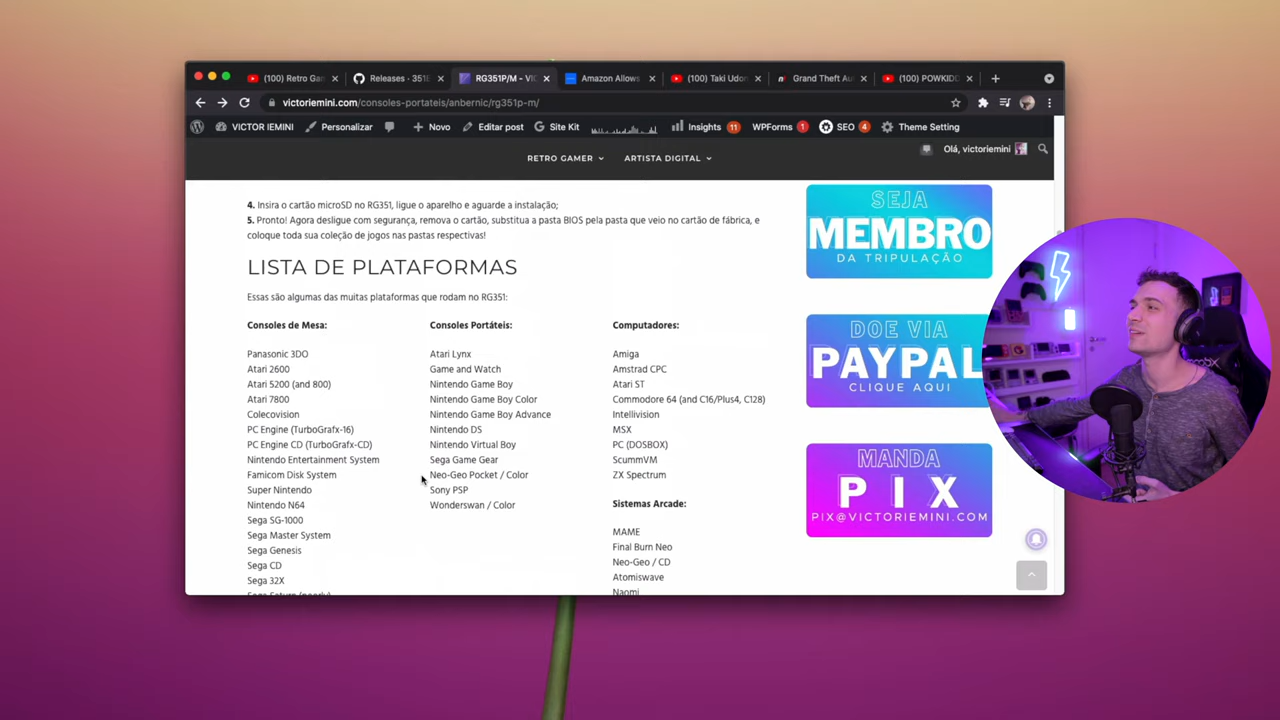 (100) Retro Gan
Releases · 351E
RG351P/M - VIC
Amazon Allows
(100) Taki Udon
Grand Theft Au
(100) POWKIDD
victoriemini.com/consoles-portateis/anbernic/rg351p-m/
VICTOR IEMINI
Personalizar
Novo
Editar post
Site Kit
Insights 11
WPForms 1
SEO 4
Theme Setting
RETRO GAMER
ARTISTA DIGITAL
Olá, victoriemini
4. Insira o cartão microSD no RG351, ligue o aparelho e aguarde a instalação;
5. Pronto! Agora desligue com segurança, remova o cartão, substitua a pasta BIOS pela pasta que veio no cartão de fábrica, e
coloque toda sua coleção de jogos nas pastas respectivas!
LISTA DE PLATAFORMAS
Essas são algumas das muitas plataformas que rodam no RG351:
Consoles de Mesa:
Panasonic 3DO
Atari 2600
Atari 5200 (and 800)
Atari 7800
Colecovision
PC Engine (TurboGrafx-16)
PC Engine CD (TurboGrafx-CD)
Nintendo Entertainment System
Famicom Disk System
Super Nintendo
Nintendo N64
Sega SG-1000
Sega Master System
Sega Genesis
Sega CD
Sega 32X
Sega Saturn (poorly)
Consoles Portáteis:
Atari Lynx
Game and Watch
Nintendo Game Boy
Nintendo Game Boy Color
Nintendo Game Boy Advance
Nintendo DS
Nintendo Virtual Boy
Sega Game Gear
Neo-Geo Pocket / Color
Sony PSP
Wonderswan / Color
Computadores:
Amiga
Amstrad CPC
Atari ST
Commodore 64 (and C16/Plus4, C128)
Intellivision
MSX
PC (DOSBOX)
ScummVM
ZX Spectrum
Sistemas Arcade:
MAME
Final Burn Neo
Neo-Geo / CD
Atomiswave
Naomi
SEJA
MEMBRO
DA TRIPULAÇÃO
DOE VIA
PAYPAL
CLIQUE AQUI
MANDA
PIX
PIX@VICTORIEMINI.COM